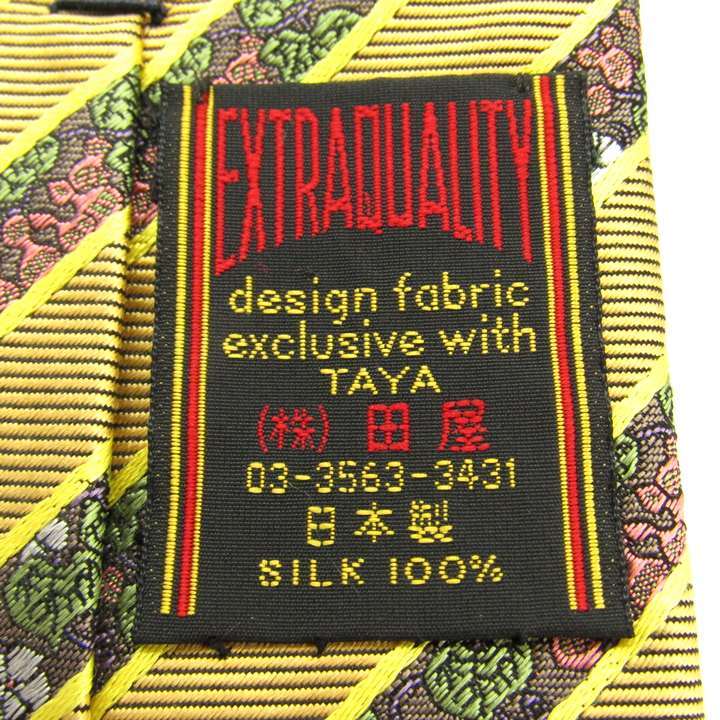 EXTRAQUALITY
design fabric
exclusive with
TAYA
(株) 田屋
03-3563-3431
日本製
SILK 100%